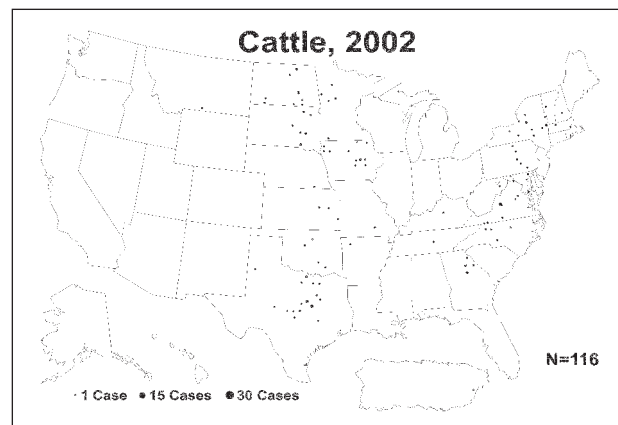 Cattle, 2002
N=116
· 1 Case • 15 Cases ● 30 Cases